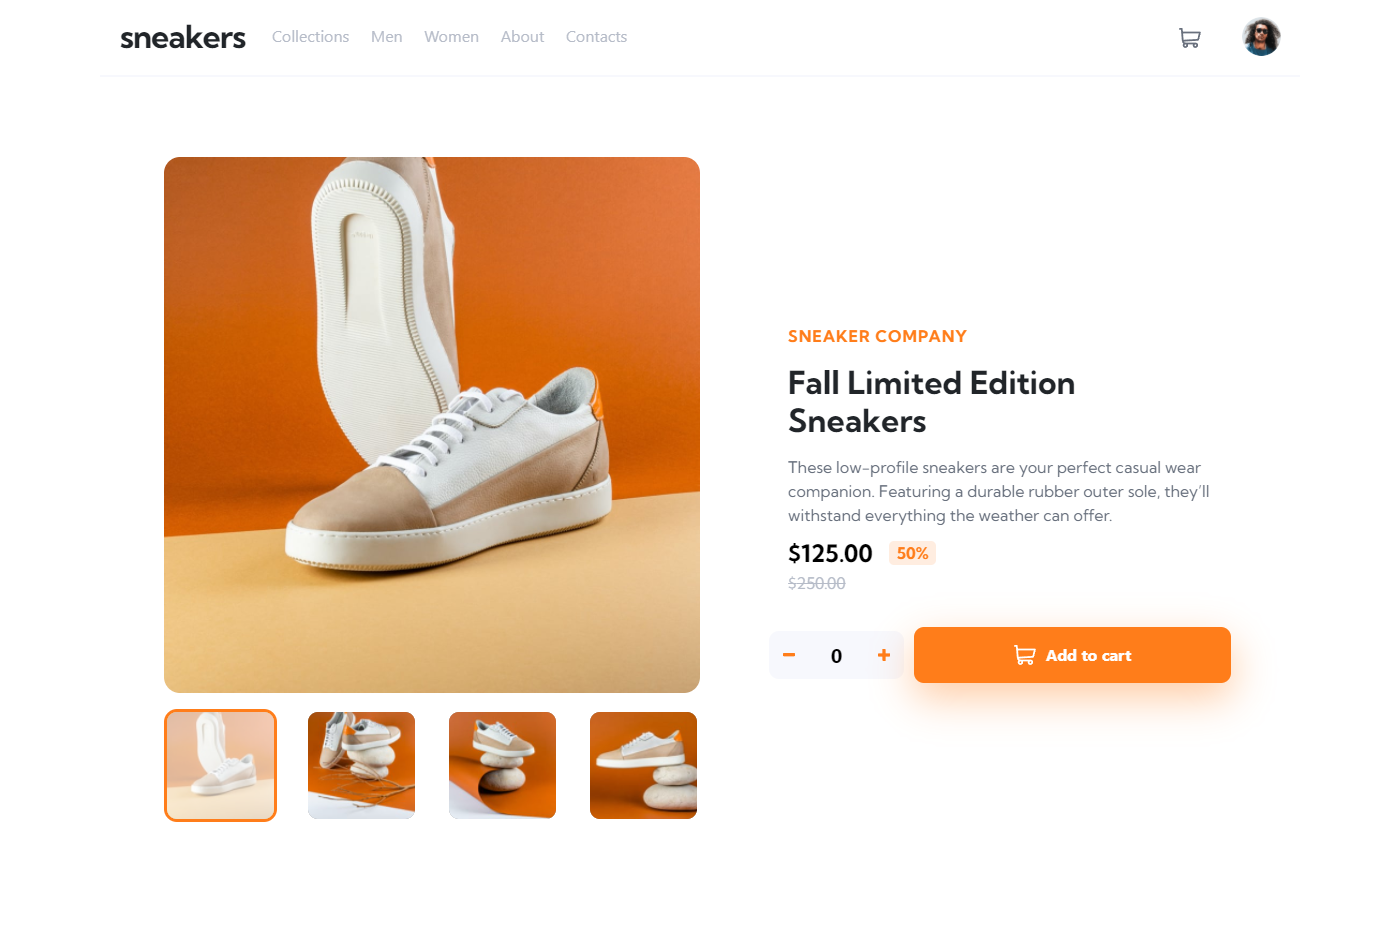 sneakers
Collections
Men
Women
About
Contacts
SNEAKER COMPANY
Fall Limited Edition
Sneakers
These low-profile sneakers are your perfect casual wear
companion. Featuring a durable rubber outer sole, they’ll
withstand everything the weather can offer.
$125.00 50%
$250.00
0
Add to cart